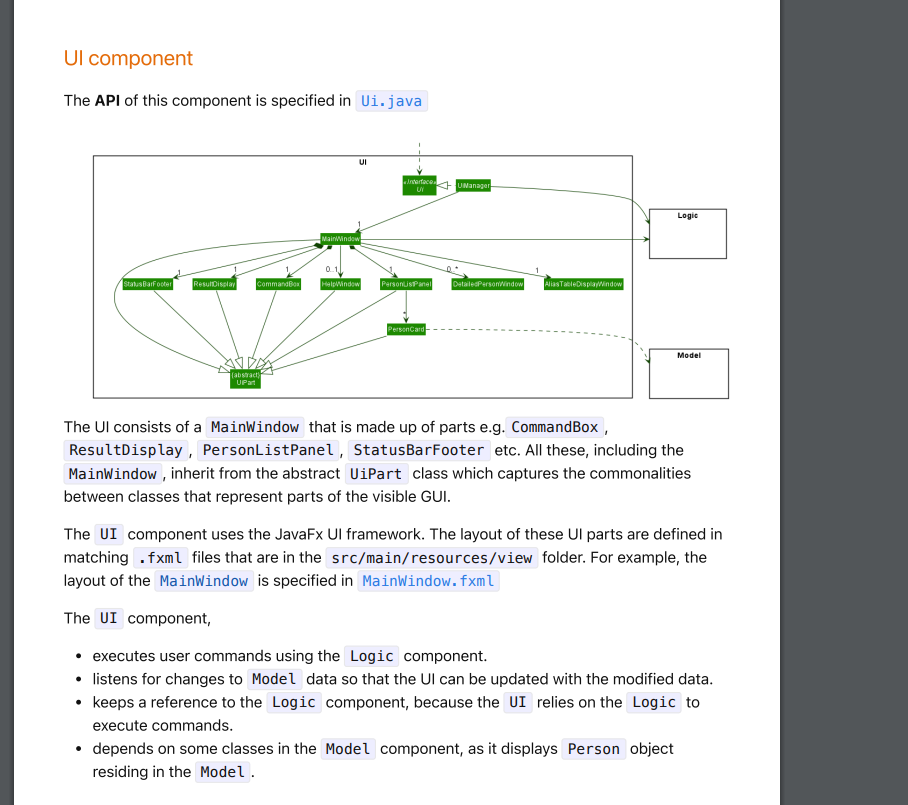 UI component
The API of this component is specified in Ui.java
UI
«interface»
UI
UiManager
Logic
1
MainWindow
1
1
1
0..1
1
0..*
1
StatusBarFooter
ResultDisplay
CommandBox
HelpWindow
PersonListPanel
DetailedPersonWindow
AliasTableDisplayWindow
*
PersonCard
Model
{abstract}
UiPart
The UI consists of a MainWindow that is made up of parts e.g. CommandBox ,
ResultDisplay , PersonListPanel , StatusBarFooter etc. All these, including the
MainWindow , inherit from the abstract UiPart class which captures the commonalities
between classes that represent parts of the visible GUI.
The UI component uses the JavaFx UI framework. The layout of these UI parts are defined in
matching .fxml files that are in the src/main/resources/view folder. For example, the
layout of the MainWindow is specified in MainWindow.fxml
The UI component,
• executes user commands using the Logic component.
• listens for changes to Model data so that the UI can be updated with the modified data.
• keeps a reference to the Logic component, because the UI relies on the Logic to
execute commands.
• depends on some classes in the Model component, as it displays Person object
residing in the Model .